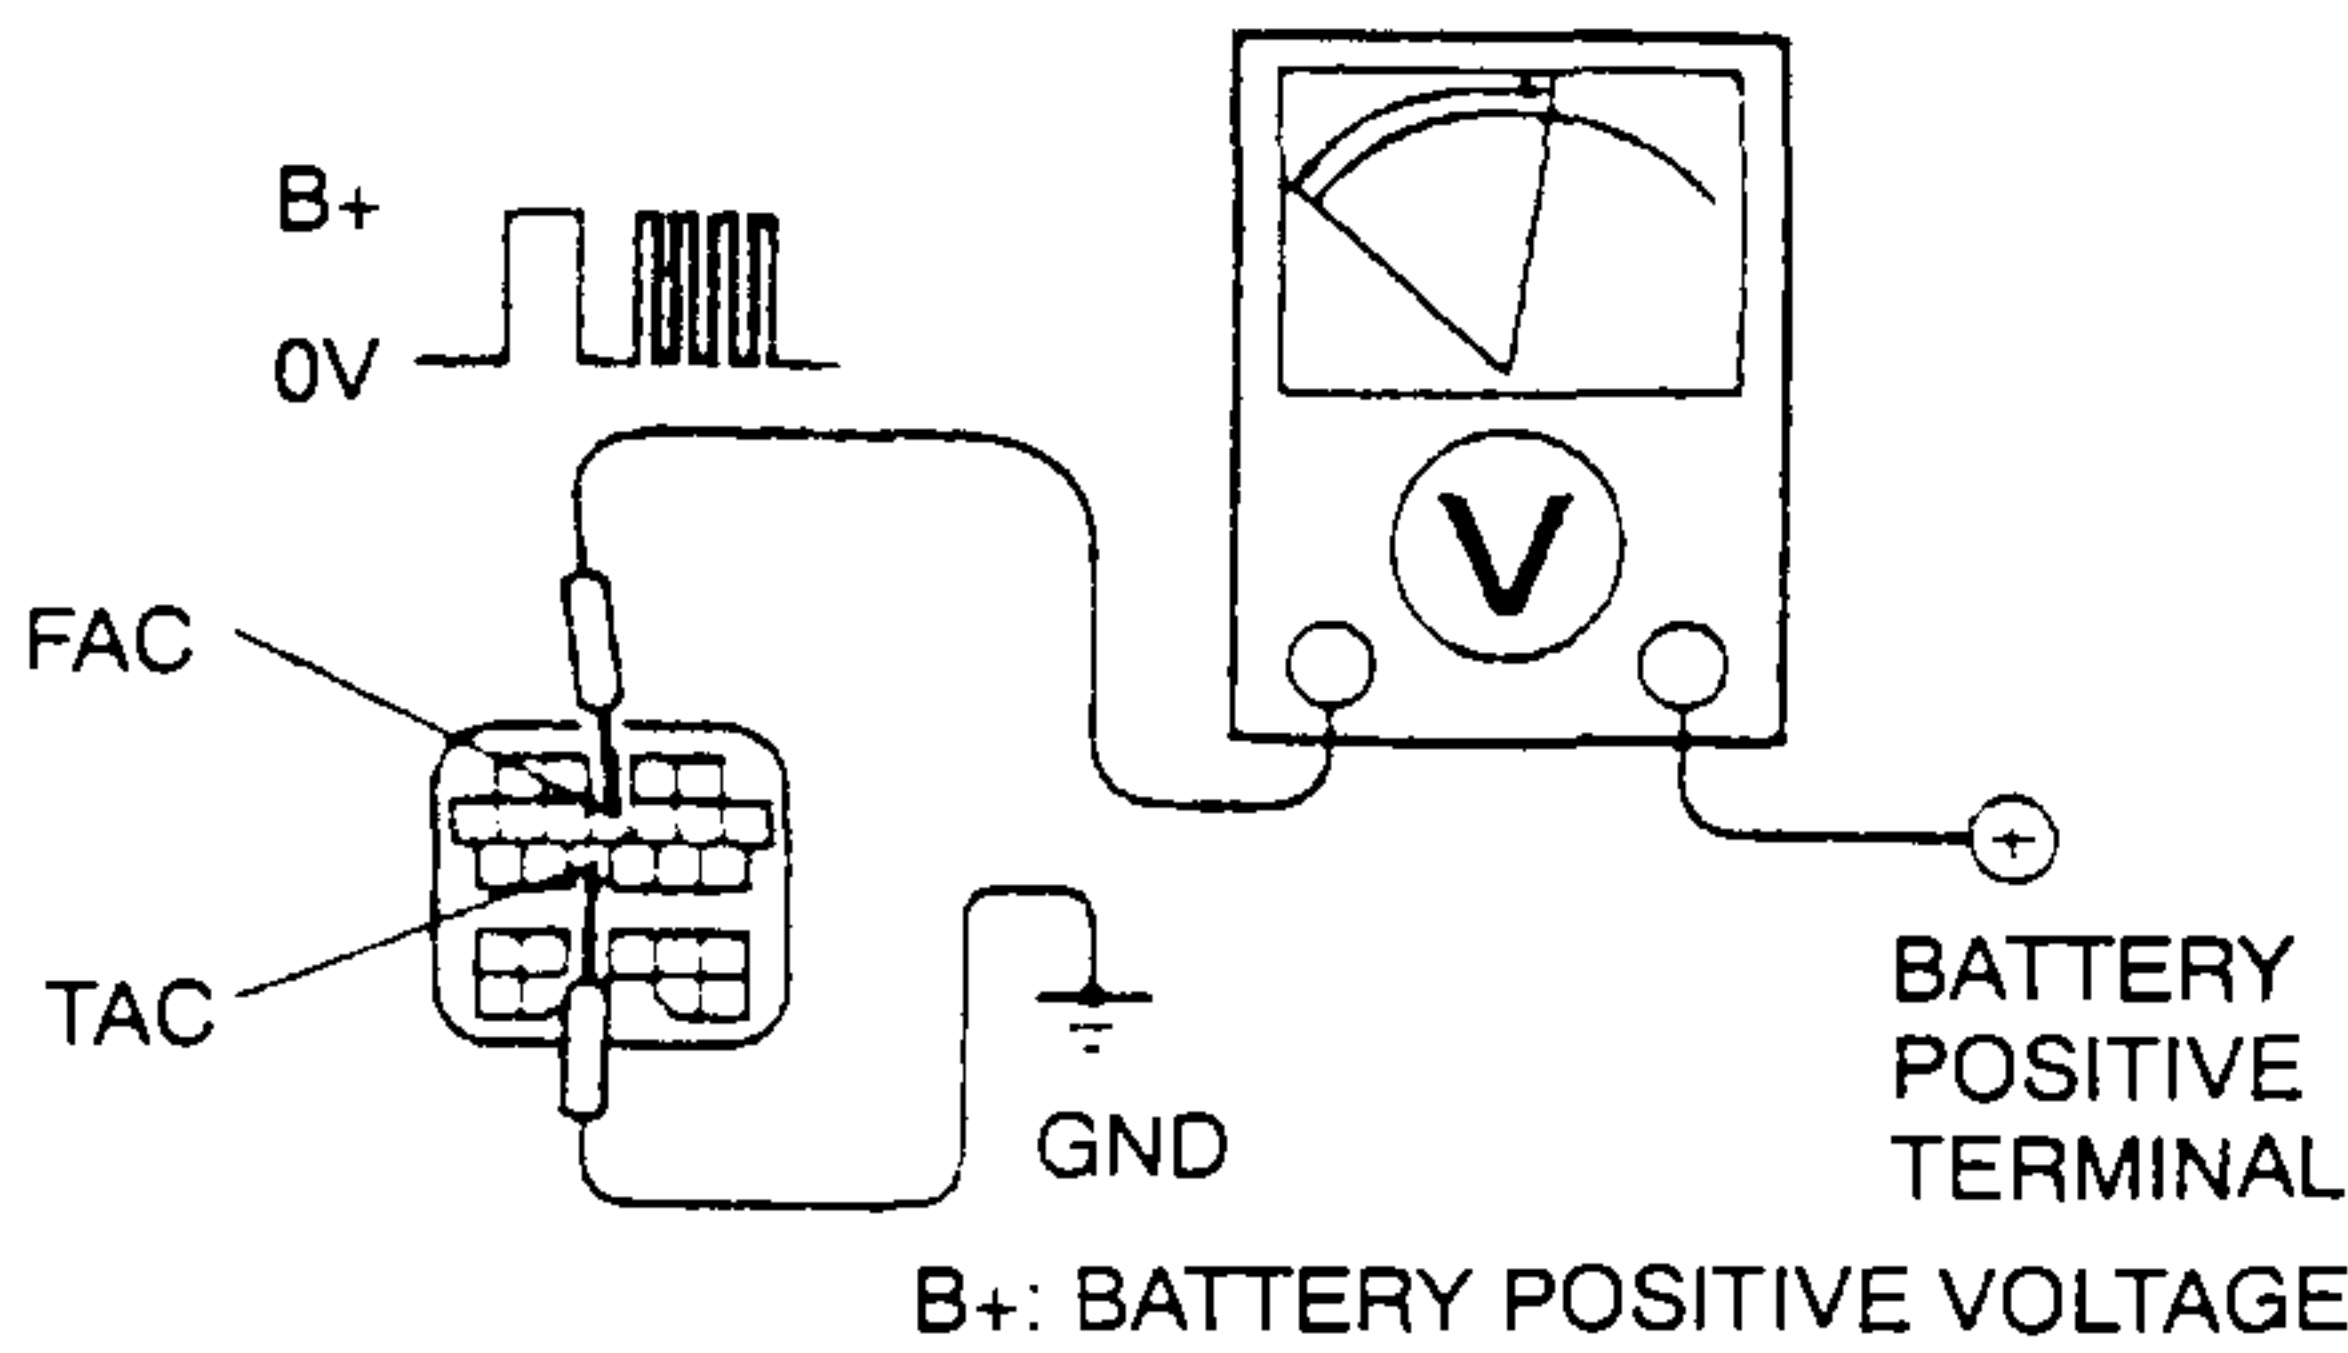 B+
0V
V
FAC
TAC
+
BATTERY
POSITIVE
TERMINAL
GND
B+: BATTERY POSITIVE VOLTAGE